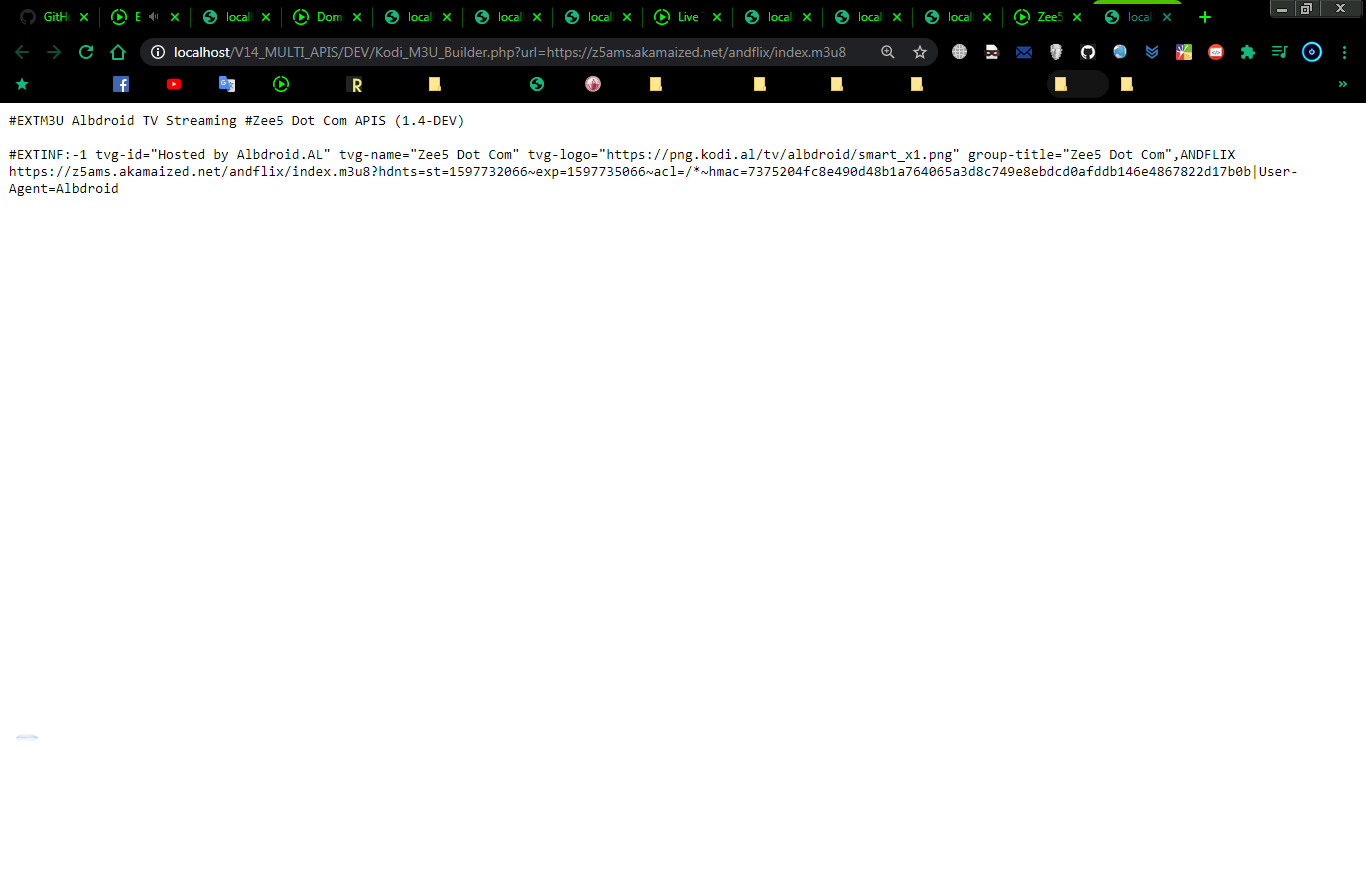 GitH
E
local
Dom
local
local
local
Live
local
local
local
Zee5
local
localhost/V14_MULTI_APIS/DEV/Kodi_M3U_Builder.php?url=https://z5ams.akamaized.net/andflix/index.m3u8
R
#EXTM3U Albdroid TV Streaming #Zee5 Dot Com APIS (1.4-DEV)
#EXTINF:-1 tvg-id="Hosted by Albdroid.AL" tvg-name="Zee5 Dot Com" tvg-logo="https://png.kodi.al/tv/albdroid/smart_x1.png" group-title="Zee5 Dot Com",ANDFLIX
https://z5ams.akamaized.net/andflix/index.m3u8?hdnts=st=1597732066~exp=1597735066~acl=/*~hmac=7375204fc8e490d48b1a764065a3d8c749e8ebdcd0afddb146e4867822d17b0b|User-
Agent=Albdroid